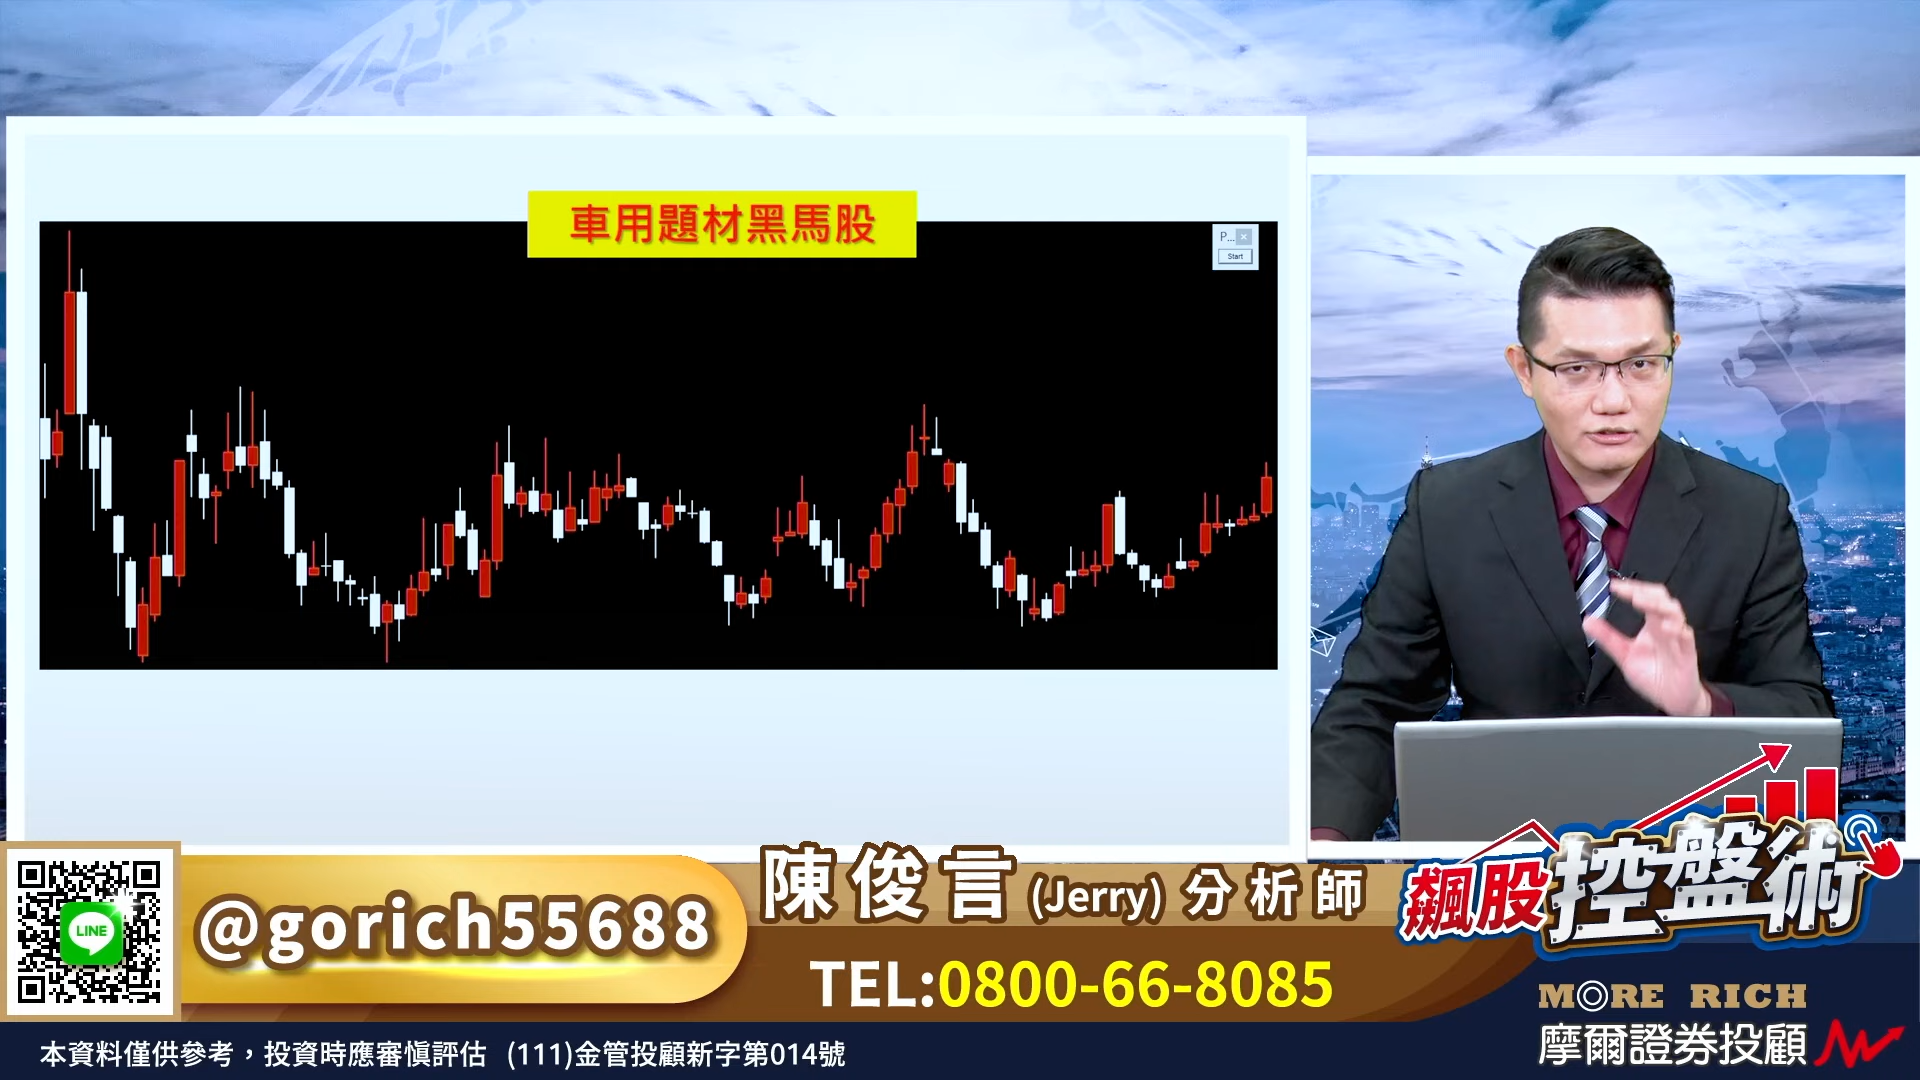 車用題材黑馬股
P...
Start
LINE
@gorich55688
陳俊言(Jerry)分析師
TEL:0800-66-8085
飆股控盤術
MORE RICH
摩爾證券投顧
本資料僅供參考，投資時應審慎評估 (111)金管投顧新字第014號